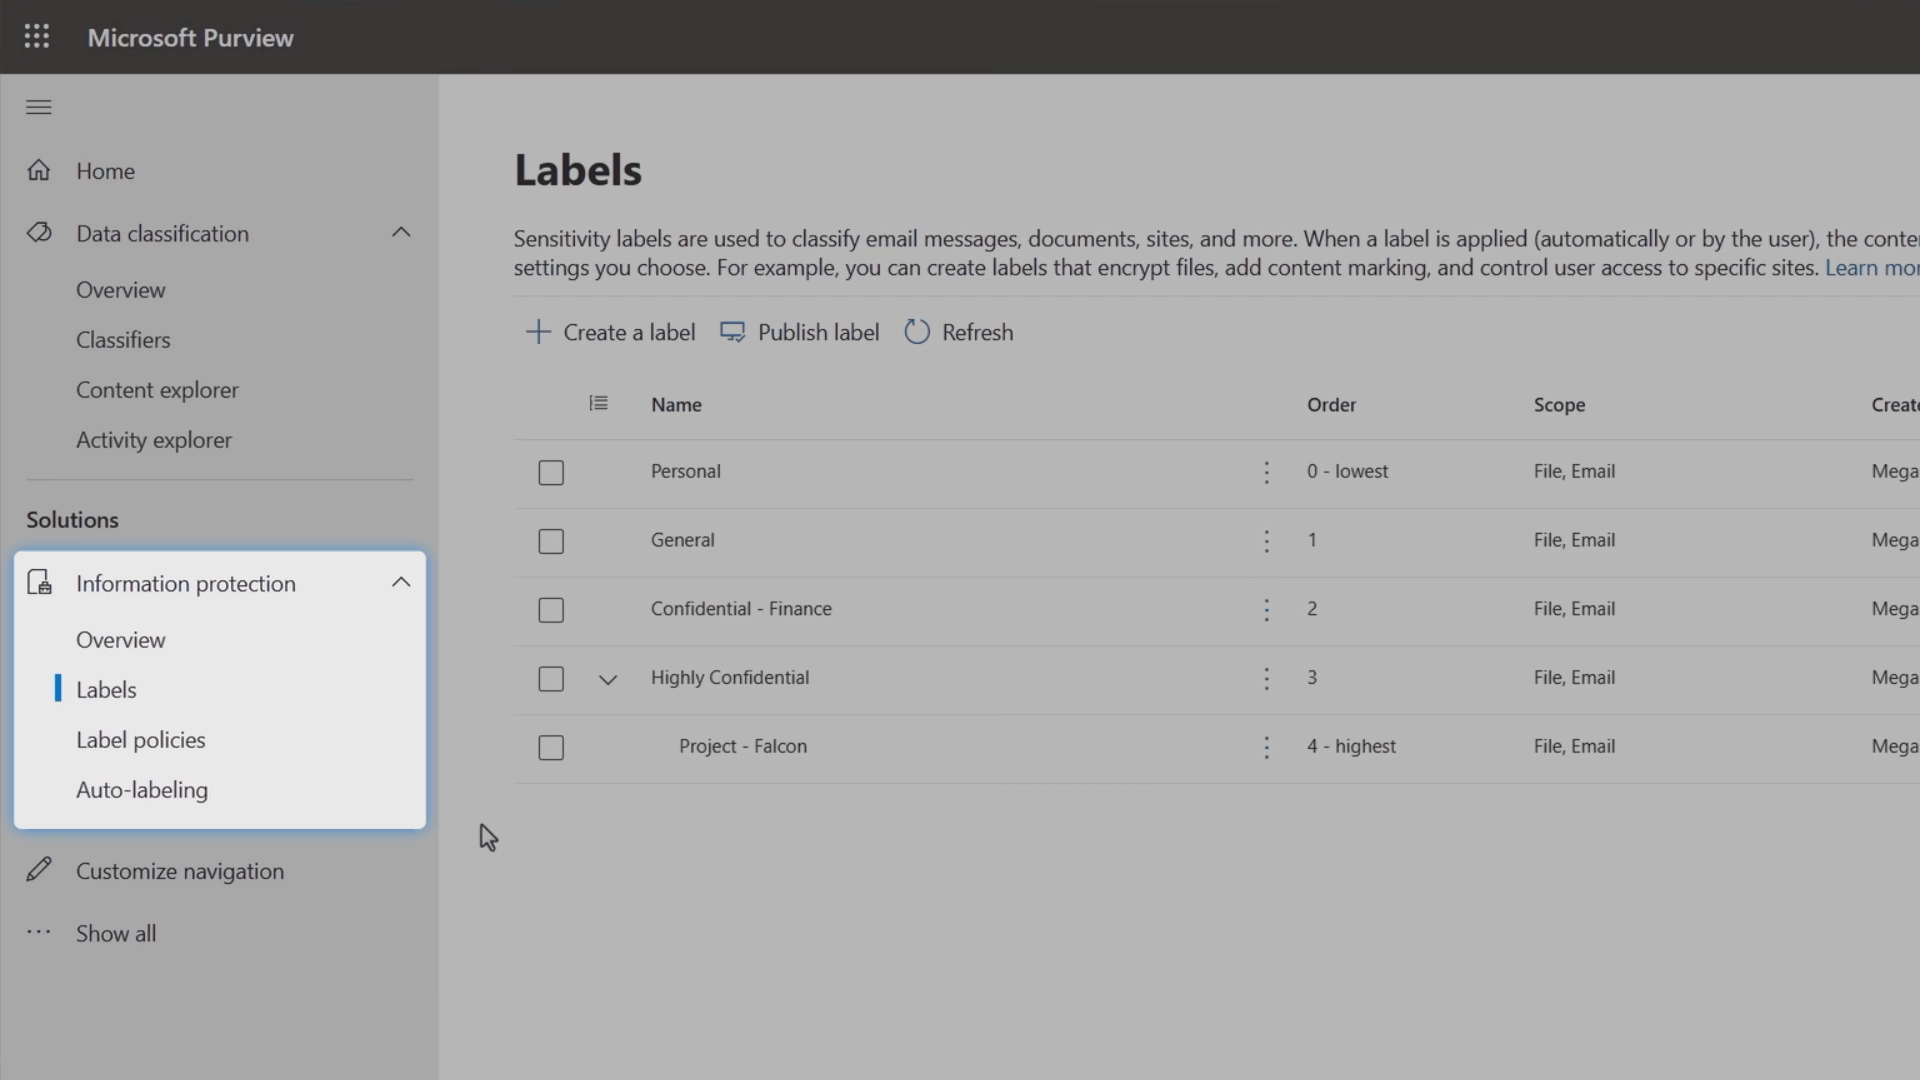 Microsoft Purview
Home
Data classification
Overview
Classifiers
Content explorer
Activity explorer
Solutions
Information protection
Overview
Labels
Label policies
Auto-labeling
Customize navigation
Show all
Labels
Sensitivity labels are used to classify email messages, documents, sites, and more. When a label is applied (automatically or by the user), the conte
settings you choose. For example, you can create labels that encrypt files, add content marking, and control user access to specific sites. Learn mor
Create a label Publish label Refresh
Name Order Scope Create
Personal 0 - lowest File, Email Mega
General 1 File, Email Mega
Confidential - Finance 2 File, Email Mega
Highly Confidential 3 File, Email Mega
Project - Falcon 4 - highest File, Email Mega